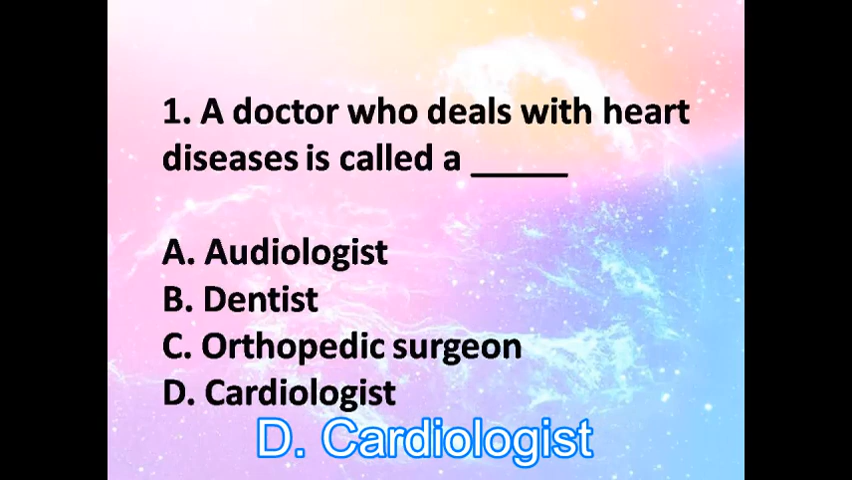 1. A doctor who deals with heart
diseases is called a _____
A. Audiologist
B. Dentist
C. Orthopedic surgeon
D. Cardiologist
D. Cardiologist